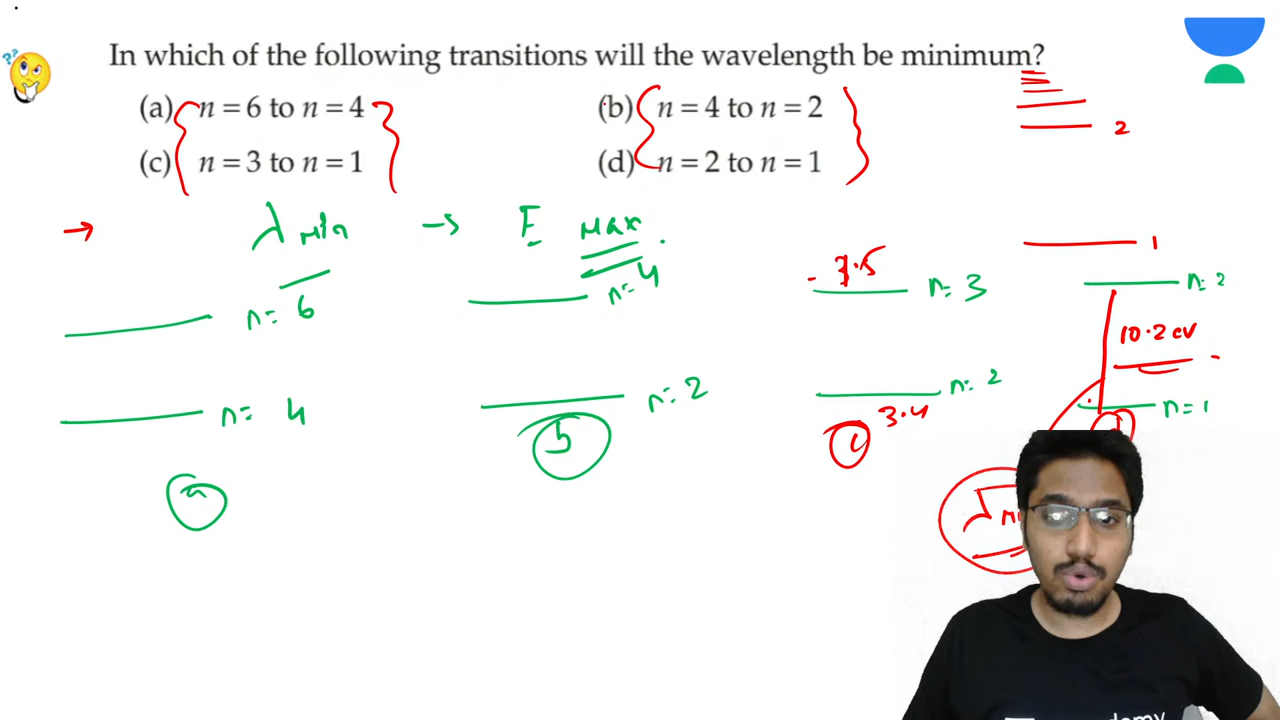 ??
In which of the following transitions will the wavelength be minimum?
(a) n = 6 to n = 4
(b) n = 4 to n = 2
(c) n = 3 to n = 1
(d) n = 2 to n = 1
2
1
→ λ min → E Max
n = 6
n = 4
n = 4
n = 2
- 7.5
n = 3
n = 2
3.4
n = 2
10.2 ev
n = 1
a
b
c
d